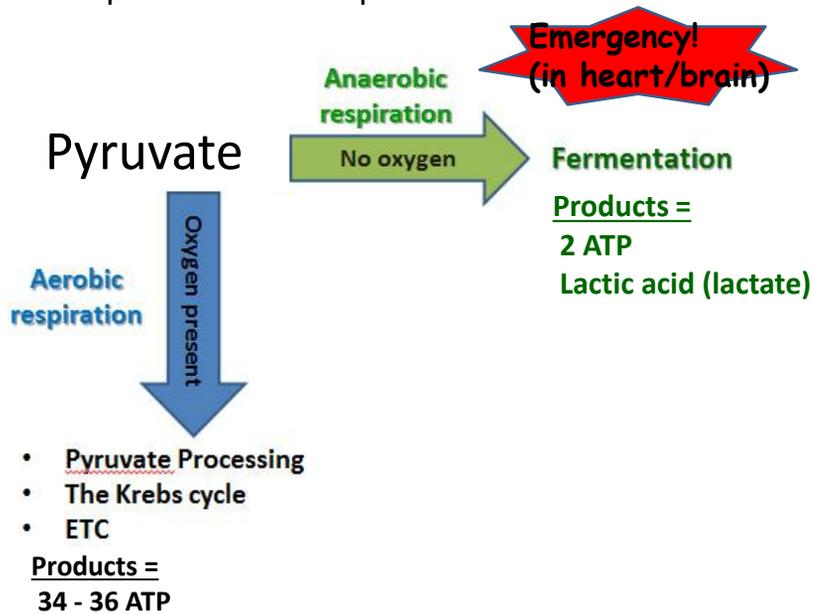 Emergency!
(in heart/brain)
Anaerobic
respiration
Pyruvate
No oxygen
Fermentation
Products =
2 ATP
Lactic acid (lactate)
Oxygen present
Aerobic
respiration
• Pyruvate Processing
• The Krebs cycle
• ETC
Products =
34 - 36 ATP